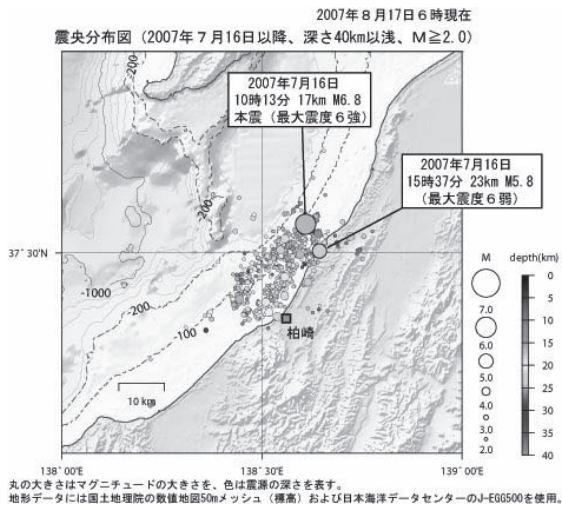 2007年8月17日6時現在
震央分布図（2007年7月16日以降、深さ40km以浅、M≧2.0）
2007年7月16日
10時13分 17km M6.8
本震（最大震度6強）
2007年7月16日
15時37分 23km M5.8
（最大震度6弱）
-200
-200
37°30'N
-1000
-200
-100
柏崎
10 km
M
7.0
6.0
5.0
4.0
3.0
2.0
depth(km)
0
5
10
15
20
25
30
35
40
138°00'E
138°30'E
139°00'E
丸の大きさはマグニチュードの大きさを、色は震源の深さを表す。
地形データには国土地理院の数値地図50mメッシュ（標高）および日本海洋データセンターのJ-EGG500を使用。